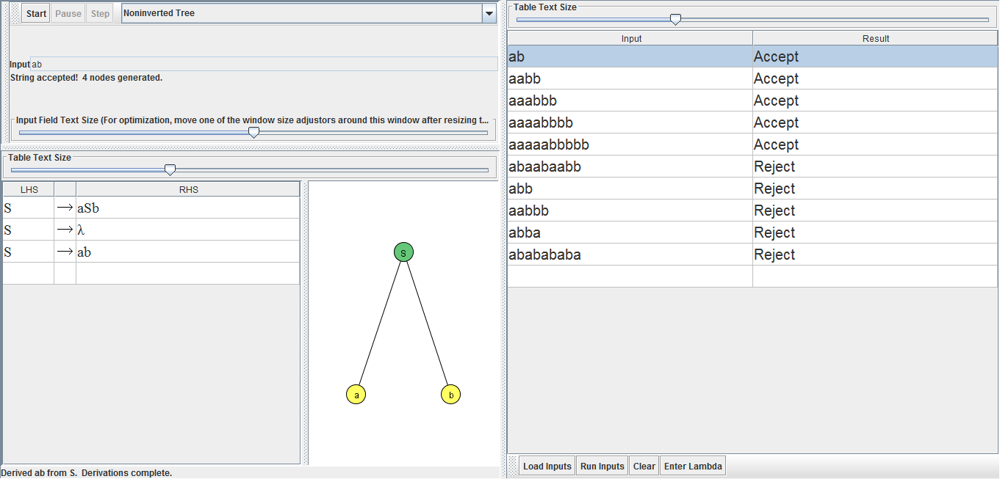 Start Pause Step Noninverted Tree
Input ab
String accepted! 4 nodes generated.
Input Field Text Size (For optimization, move one of the window size adjustors around this window after resizing t...
Table Text Size
LHS RHS
S → aSb
S → λ
S → ab
S
a b
Derived ab from S. Derivations complete.
Table Text Size
Input Result
ab Accept
aabb Accept
aaabbb Accept
aaaabbbb Accept
aaaaabbbbb Accept
abaabaabb Reject
abb Reject
aabbb Reject
abba Reject
ababababa Reject
Load Inputs Run Inputs Clear Enter Lambda